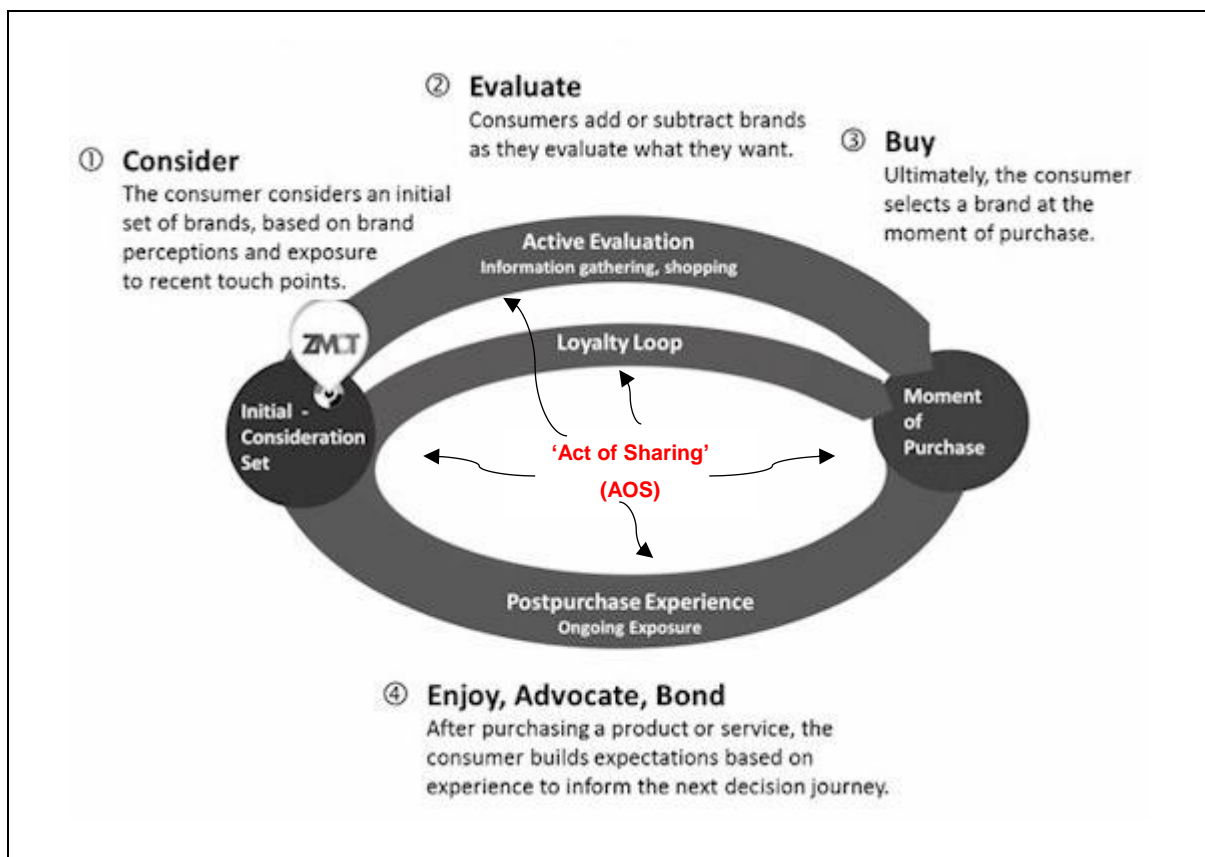 ② Evaluate
Consumers add or subtract brands
as they evaluate what they want.
① Consider
The consumer considers an initial
set of brands, based on brand
perceptions and exposure
to recent touch points.
③ Buy
Ultimately, the consumer
selects a brand at the
moment of purchase.
Active Evaluation
Information gathering, shopping
Loyalty Loop
Initial -
Consideration
Set
Moment
of
Purchase
‘Act of Sharing’
(AOS)
Postpurchase Experience
Ongoing Exposure
④ Enjoy, Advocate, Bond
After purchasing a product or service, the
consumer builds expectations based on
experience to inform the next decision journey.